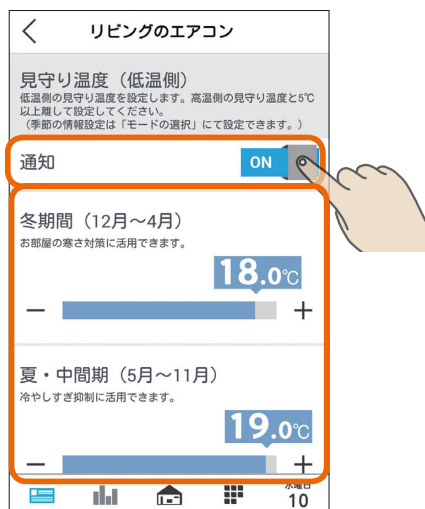 リビングのエアコン
見守り温度（低温側）
低温側の見守り温度を設定します。高温側の見守り温度と5℃
以上離して設定してください。
（季節の情報設定は「モードの選択」にて設定できます。）
通知
ON
冬期間（12月～4月）
お部屋の寒さ対策に活用できます。
18.0℃
－
＋
夏・中間期（5月～11月）
冷やしすぎ抑制に活用できます。
19.0℃
－
＋
水曜日
10